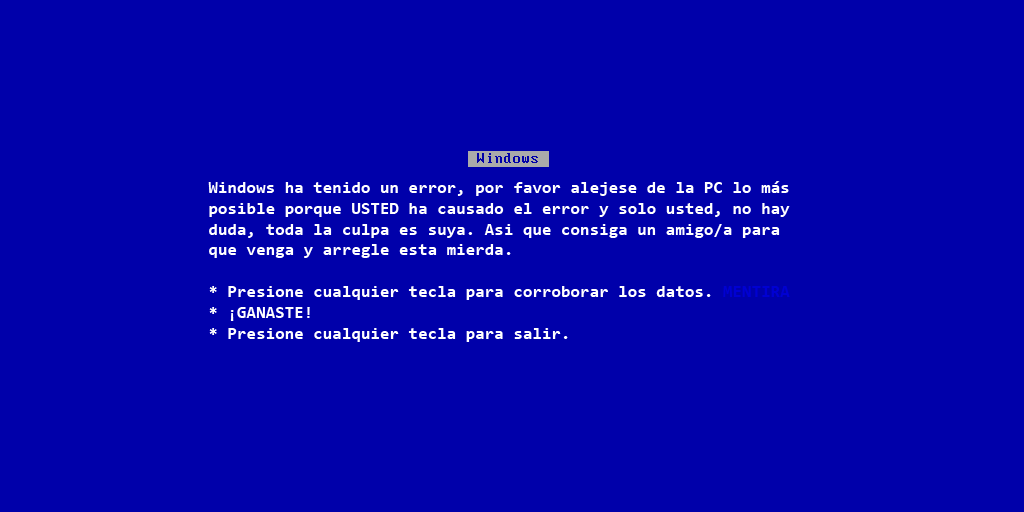 Windows
Windows ha tenido un error, por favor alejese de la PC lo más
posible porque USTED ha causado el error y solo usted, no hay
duda, toda la culpa es suya. Asi que consiga un amigo/a para
que venga y arregle esta mierda.
* Presione cualquier tecla para corroborar los datos. MENTIRA
* ¡GANASTE!
* Presione cualquier tecla para salir.